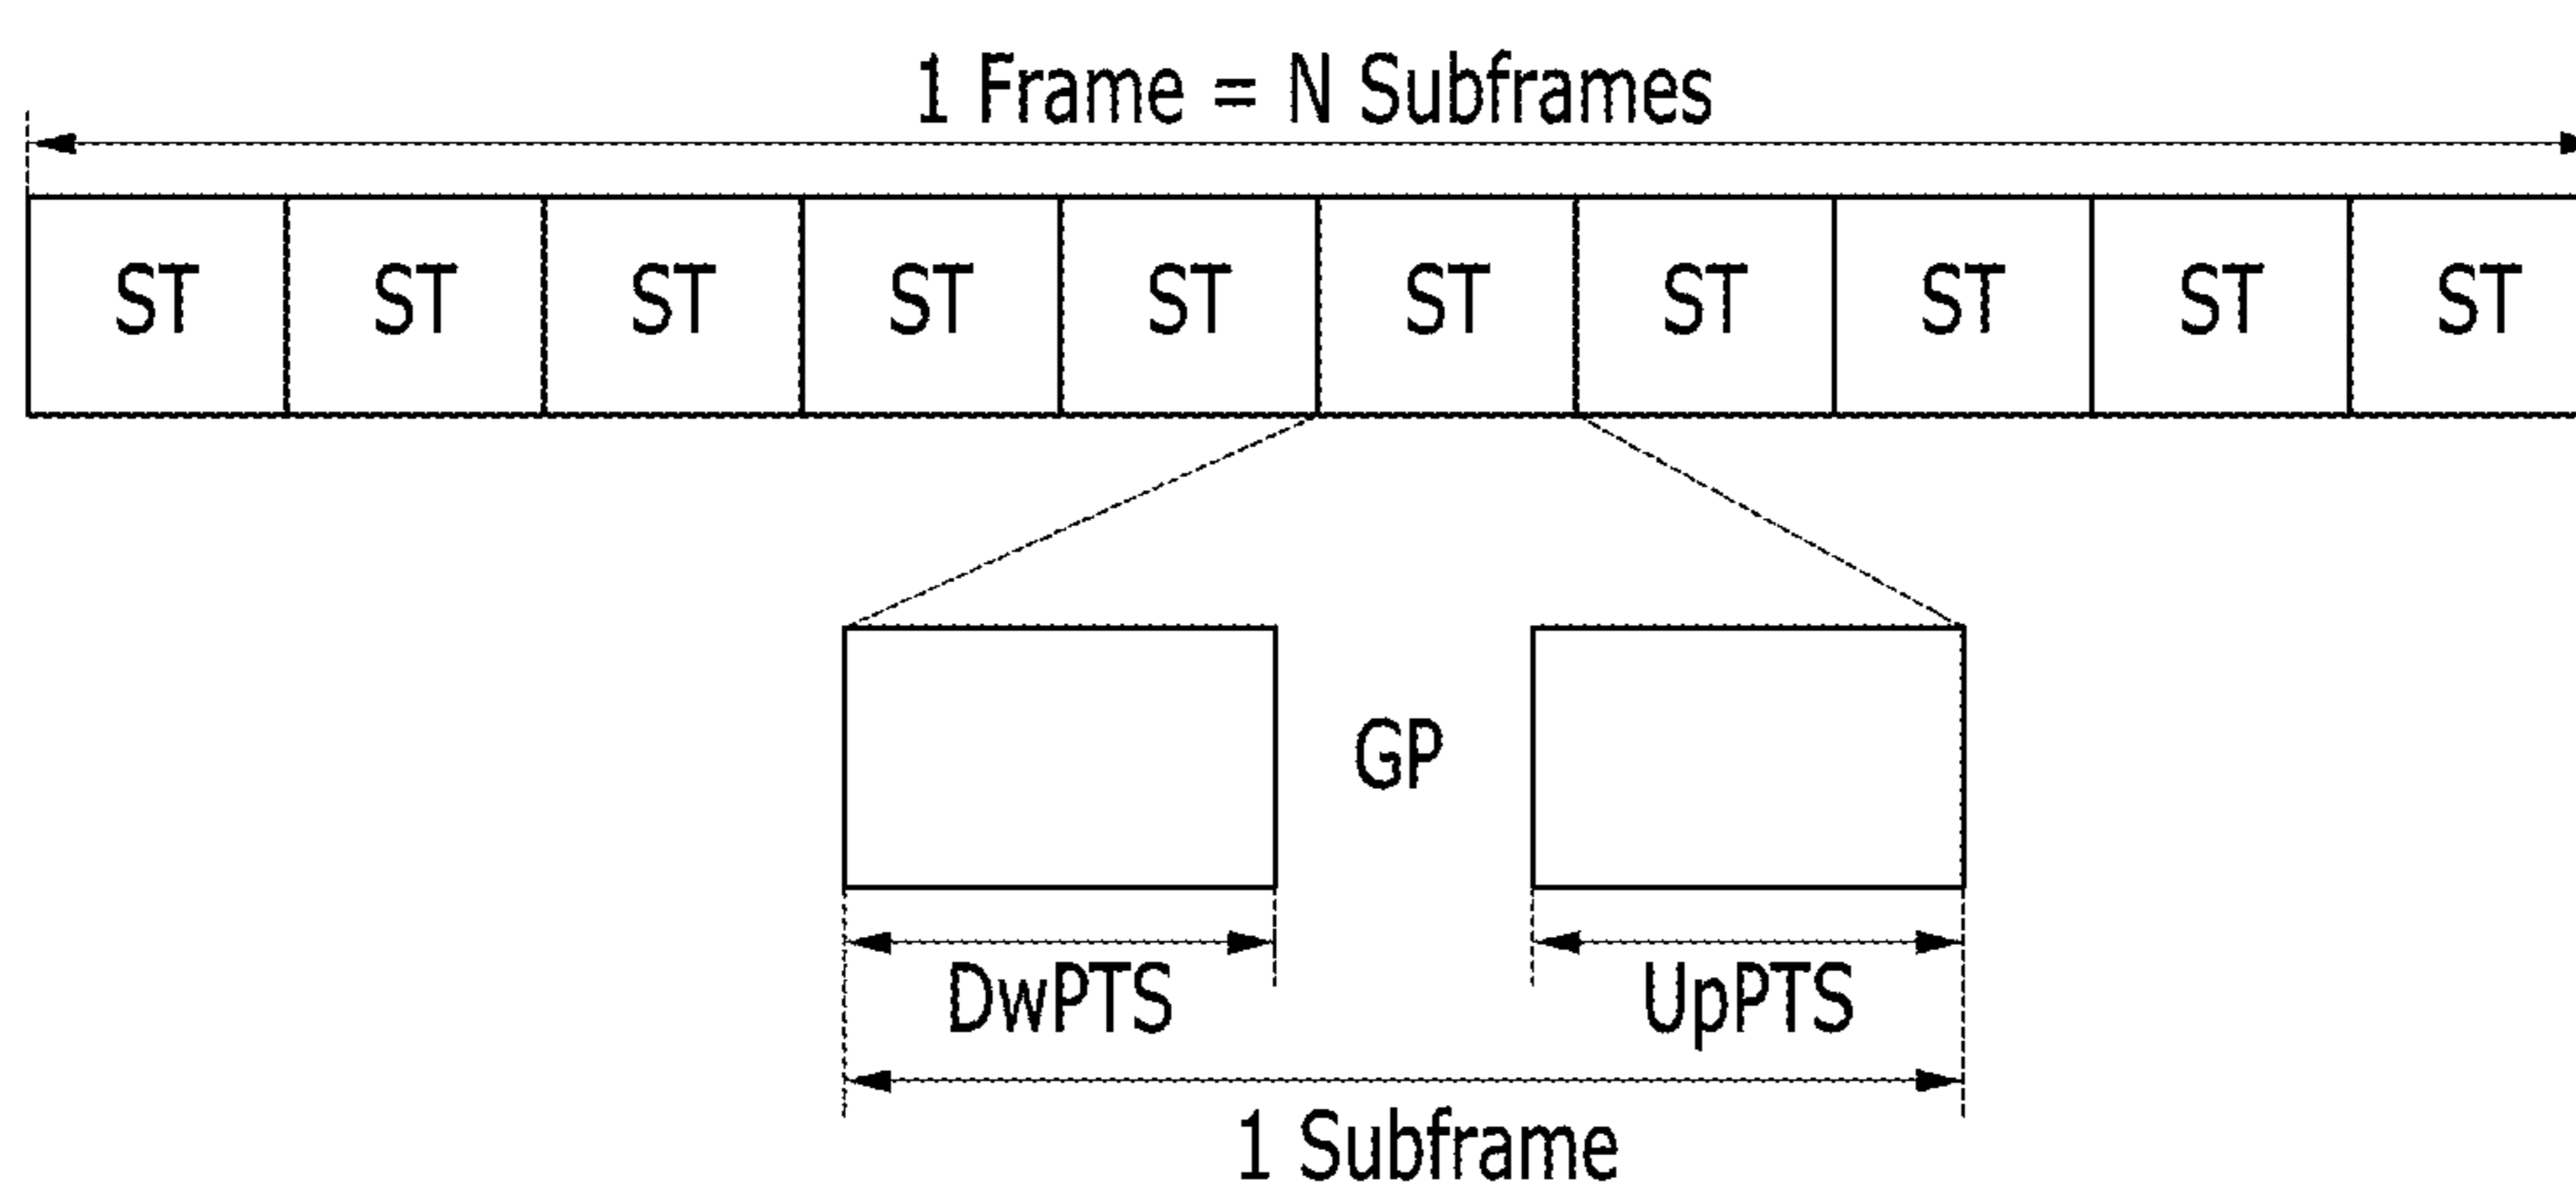 1 Frame = N Subframes
ST ST ST ST ST ST ST ST ST ST
GP
DwPTS UpPTS
1 Subframe